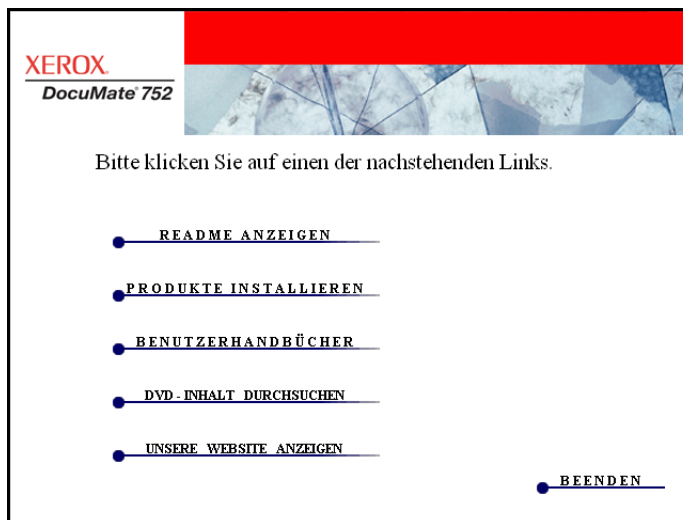 XEROX.
DocuMate® 752
Bitte klicken Sie auf einen der nachstehenden Links.
README ANZEIGEN
PRODUKTE INSTALLIEREN
BENUTZERHANDBÜCHER
DVD - INHALT DURCHSUCHEN
UNSERE WEBSITE ANZEIGEN
BEENDEN